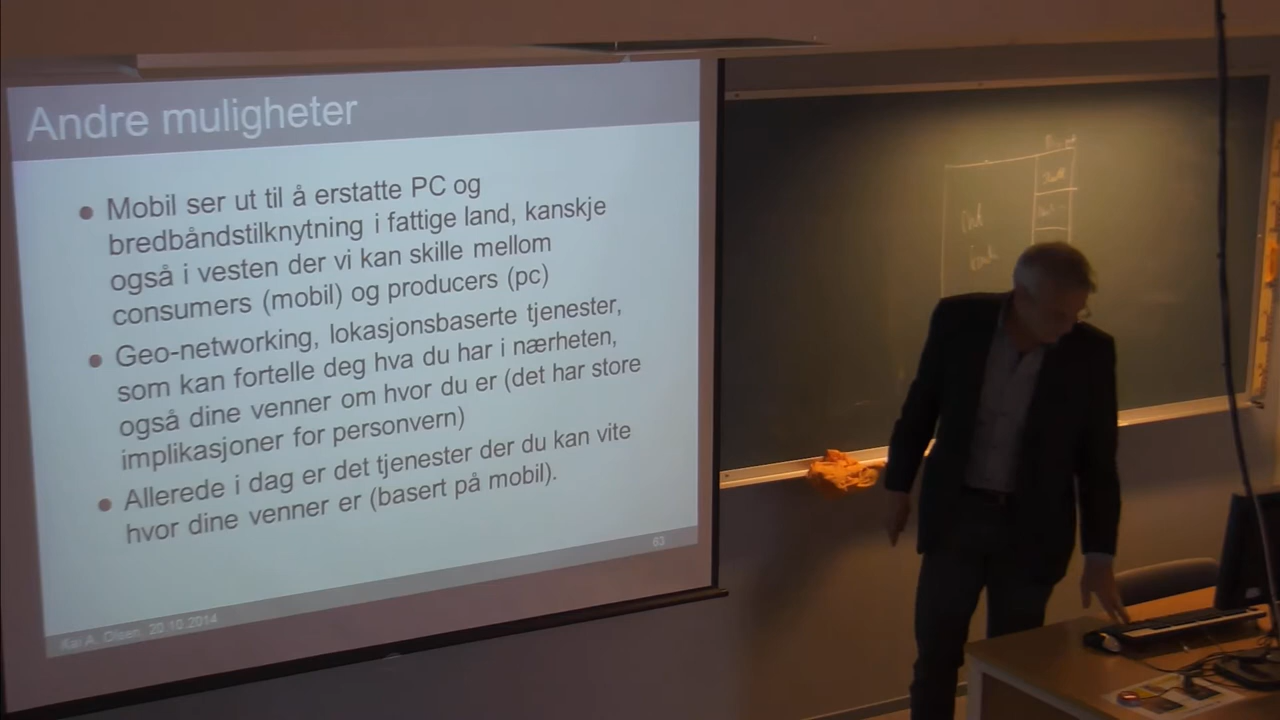 Andre muligheter
Mobil ser ut til å erstatte PC og
bredbåndstilknytning i fattige land, kanskje
også i vesten der vi kan skille mellom
consumers (mobil) og producers (pc)
Geo-networking, lokasjonsbaserte tjenester,
som kan fortelle deg hva du har i nærheten,
også dine venner om hvor du er (det har store
implikasjoner for personvern)
Allerede i dag er det tjenester der du kan vite
hvor dine venner er (basert på mobil).
63
Kai A. Olsen, 20.10.2014